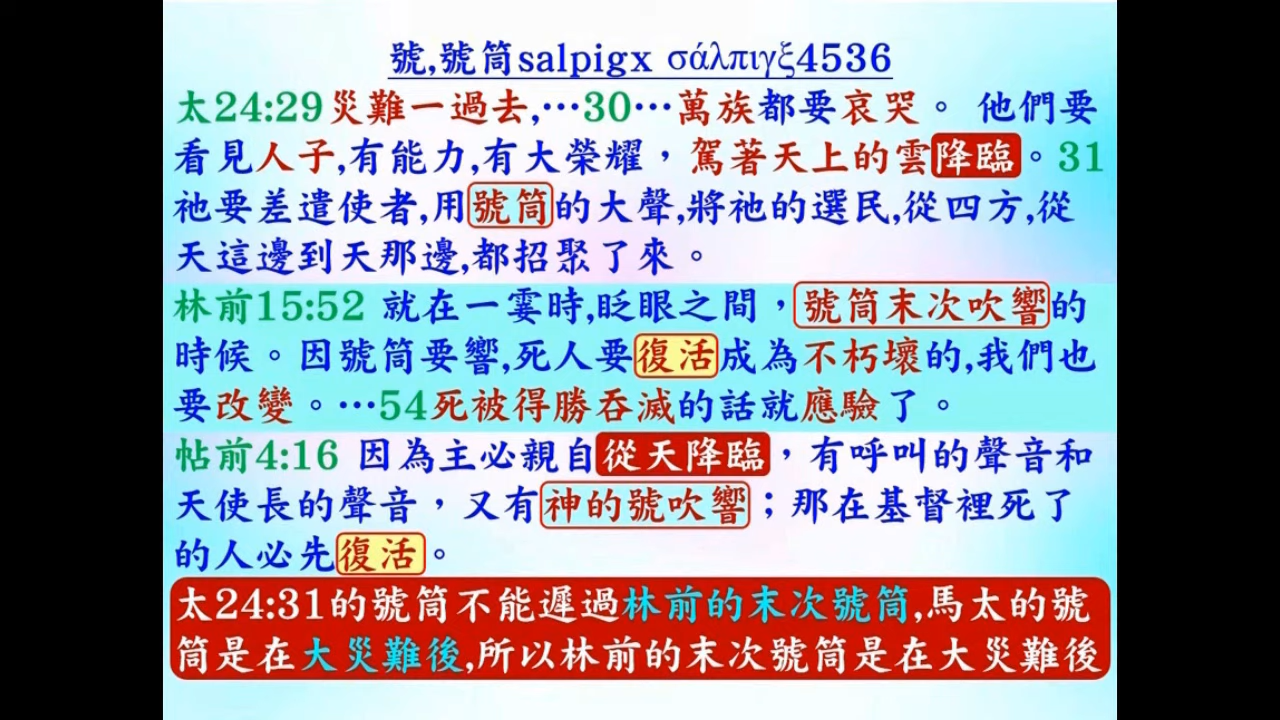 號,號筒salpigx σάλπιγξ4536
太24:29災難一過去,…30…萬族都要哀哭。 他們要
看見人子,有能力,有大榮耀，駕著天上的雲降臨。31
祂要差遣使者,用號筒的大聲,將祂的選民,從四方,從
天這邊到天那邊,都招聚了來。
林前15:52 就在一霎時,眨眼之間，號筒末次吹響的
時候。因號筒要響,死人要復活成為不朽壞的,我們也
要改變。…54死被得勝吞滅的話就應驗了。
帖前4:16 因為主必親自從天降臨，有呼叫的聲音和
天使長的聲音，又有神的號吹響；那在基督裡死了
的人必先復活。
太24:31的號筒不能遲過林前的末次號筒,馬太的號
筒是在大災難後,所以林前的末次號筒是在大災難後